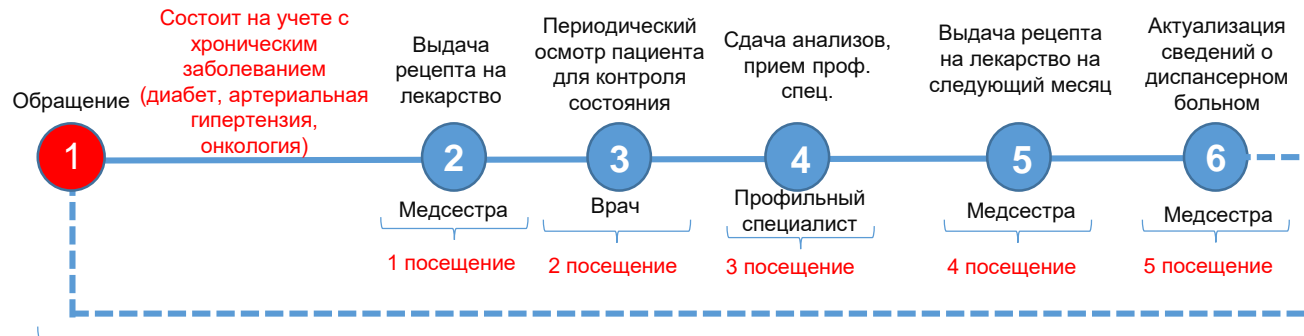 Обращение
1
Состоит на учете с
хроническим
заболеванием
(диабет, артериальная
гипертензия,
онкология)
Выдача
рецепта на
лекарство
2
Медсестра
1 посещение
Периодический
осмотр пациента
для контроля
состояния
3
Врач
2 посещение
Сдача анализов,
прием проф.
спец.
4
Профильный
специалист
3 посещение
Выдача рецепта
на лекарство на
следующий месяц
5
Медсестра
4 посещение
Актуализация
сведений о
диспансерном
больном
6
Медсестра
5 посещение